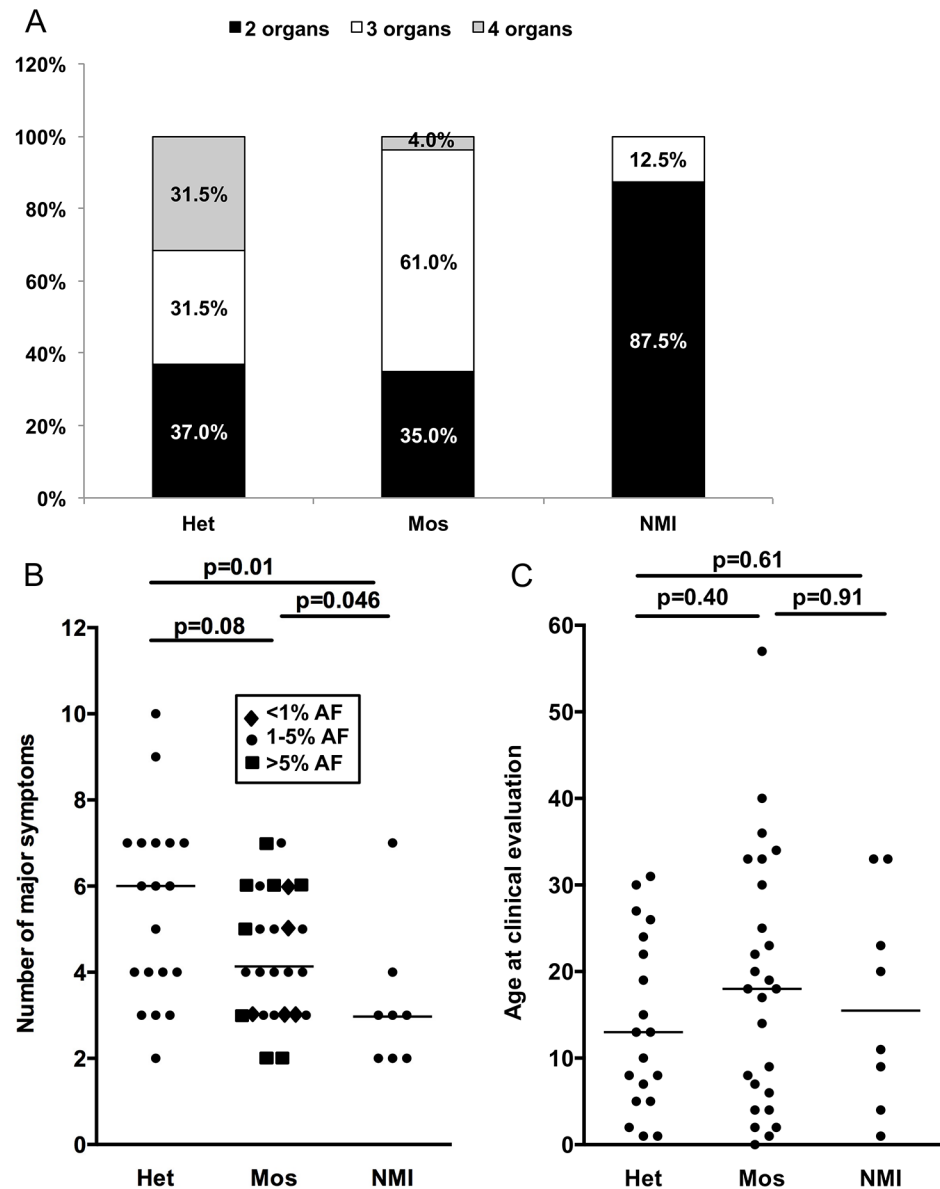 A
2 organs 3 organs 4 organs
120%
100%
80%
60%
40%
20%
0%
31.5%
31.5%
37.0%
4.0%
61.0%
35.0%
12.5%
87.5%
Het Mos NMI
B
p=0.01
p=0.046
p=0.08
12
10
8
6
4
2
0
Number of major symptoms
<1% AF
1-5% AF
>5% AF
Het Mos NMI
C
p=0.61
p=0.40 p=0.91
60
50
40
30
20
10
0
Age at clinical evaluation
Het Mos NMI